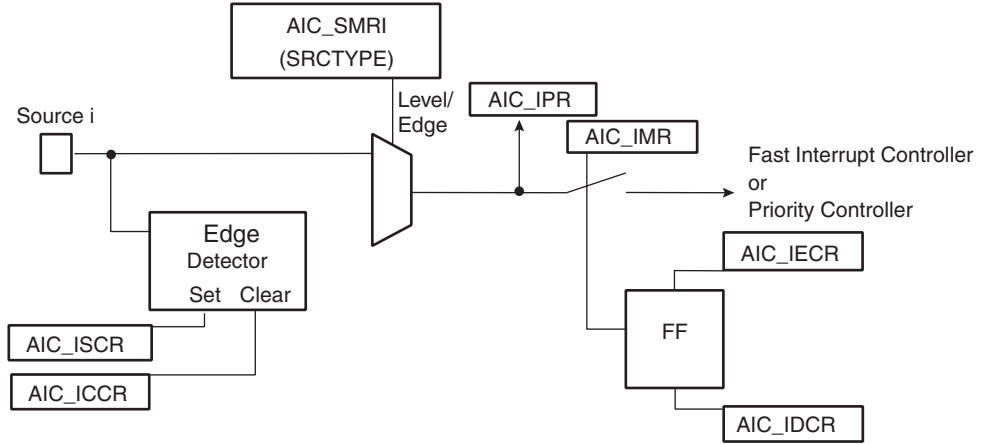 AIC_SMRI
(SRCTYPE)
Source i
Level/
Edge
AIC_IPR
AIC_IMR
Fast Interrupt Controller
or
Priority Controller
Edge
Detector
Set Clear
AIC_IECR
FF
AIC_ISCR
AIC_ICCR
AIC_IDCR